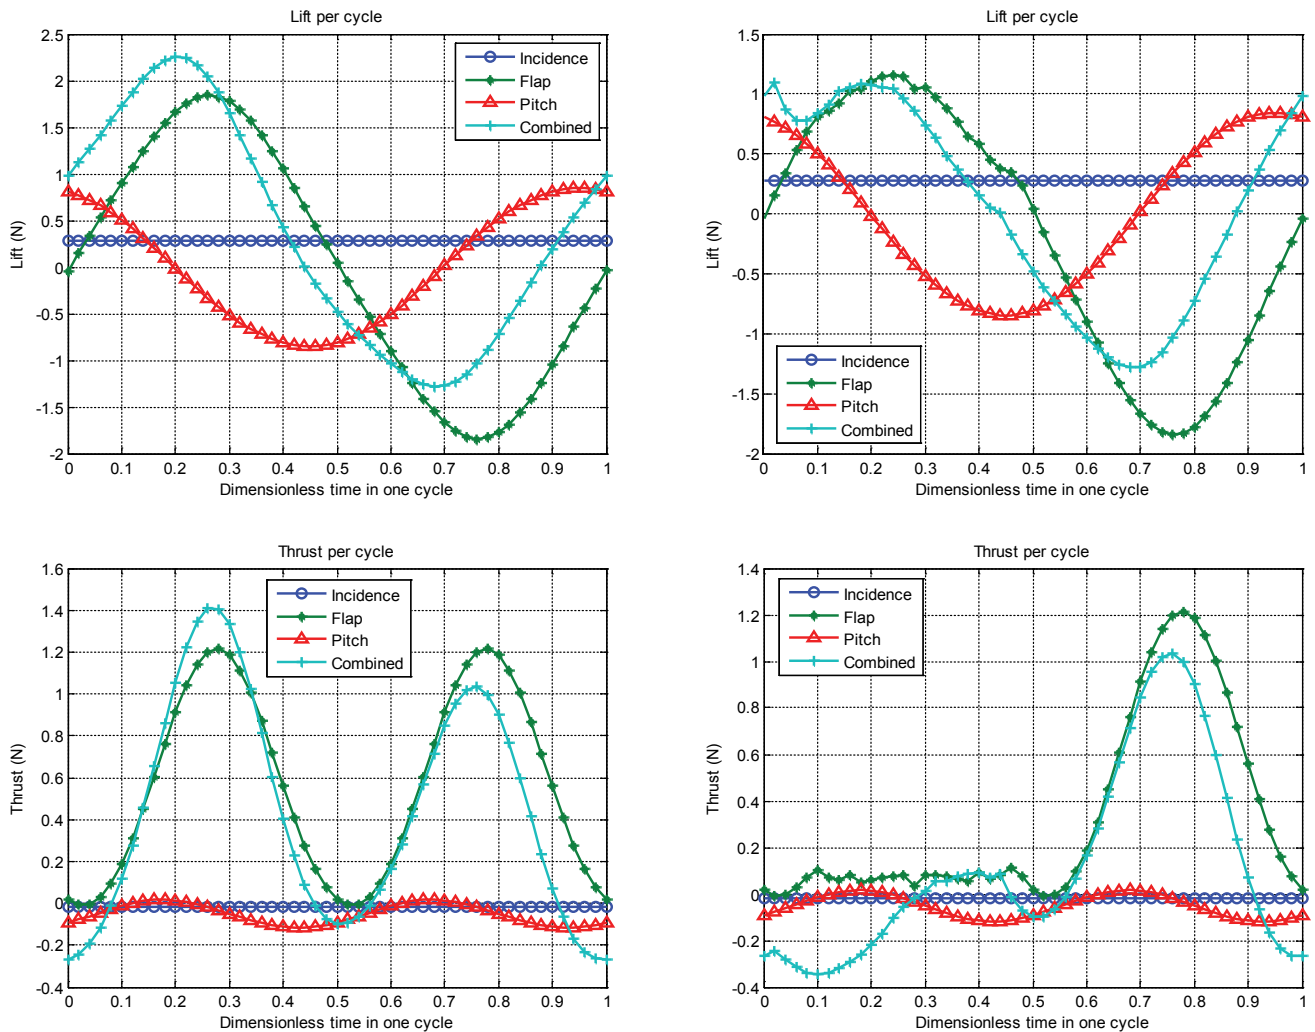 Lift per cycle
2.5
2
1.5
1
0.5
0
-0.5
-1
-1.5
-2
Lift (N)
Incidence
Flap
Pitch
Combined
0 0.1 0.2 0.3 0.4 0.5 0.6 0.7 0.8 0.9 1
Dimensionless time in one cycle
Lift per cycle
1.5
1
0.5
0
-0.5
-1
-1.5
-2
Lift (N)
Incidence
Flap
Pitch
Combined
0 0.1 0.2 0.3 0.4 0.5 0.6 0.7 0.8 0.9 1
Dimensionless time in one cycle
Thrust per cycle
1.6
1.4
1.2
1
0.8
0.6
0.4
0.2
0
-0.2
-0.4
Thrust (N)
Incidence
Flap
Pitch
Combined
0 0.1 0.2 0.3 0.4 0.5 0.6 0.7 0.8 0.9 1
Dimensionless time in one cycle
Thrust per cycle
1.4
1.2
1
0.8
0.6
0.4
0.2
0
-0.2
-0.4
Thrust (N)
Incidence
Flap
Pitch
Combined
0 0.1 0.2 0.3 0.4 0.5 0.6 0.7 0.8 0.9 1
Dimensionless time in one cycle